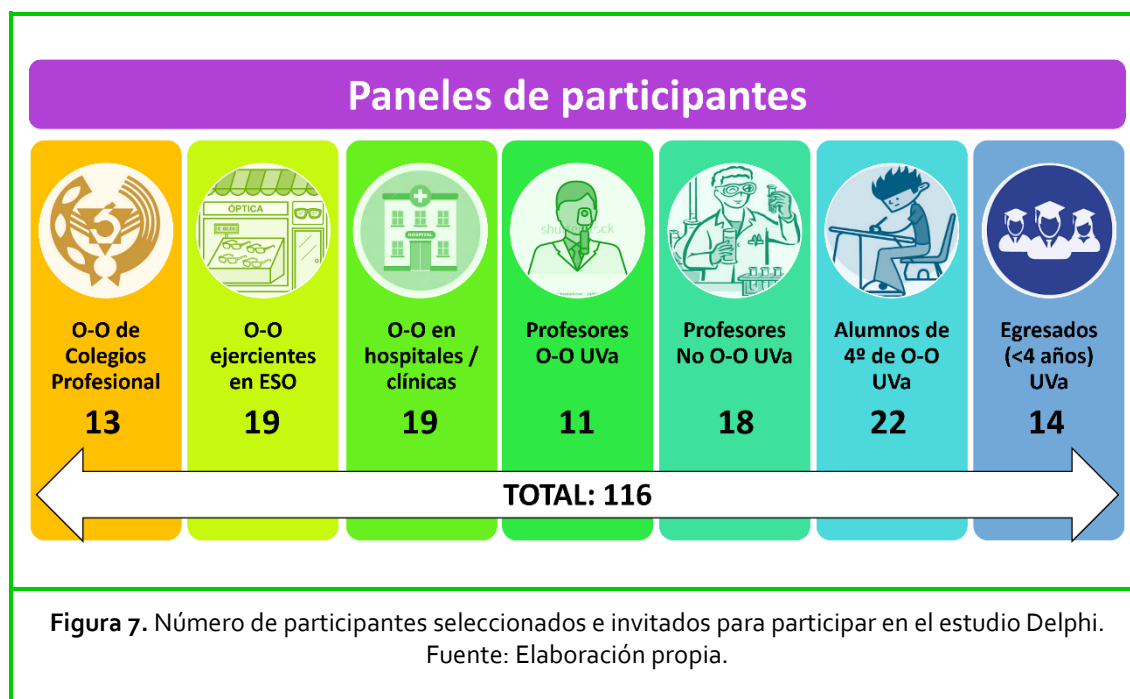 Paneles de participantes
ÓPTICA
HOSPITAL
O-O de
Colegios
Profesional
13
O-O
ejercientes
en ESO
19
O-O en
hospitales /
clínicas
19
Profesores
O-O UVa
11
Profesores
No O-O UVa
18
Alumnos de
4º de O-O
UVa
22
Egresados
(<4 años)
UVa
14
TOTAL: 116
Figura 7. Número de participantes seleccionados e invitados para participar en el estudio Delphi.
Fuente: Elaboración propia.